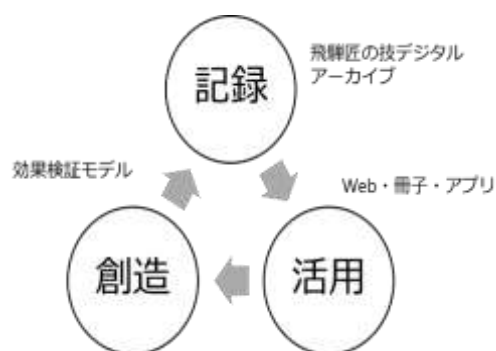 記録
飛騨匠の技デジタル
アーカイブ
効果検証モデル
Web・冊子・アプリ
創造
活用